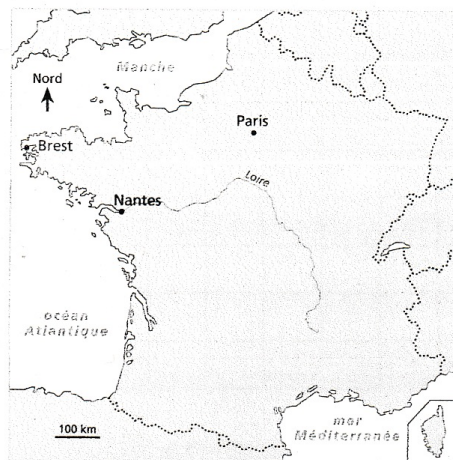 Manche
Nord
Paris
Brest
Loire
Nantes
océan
Atlantique
100 km
mer
Méditerranée